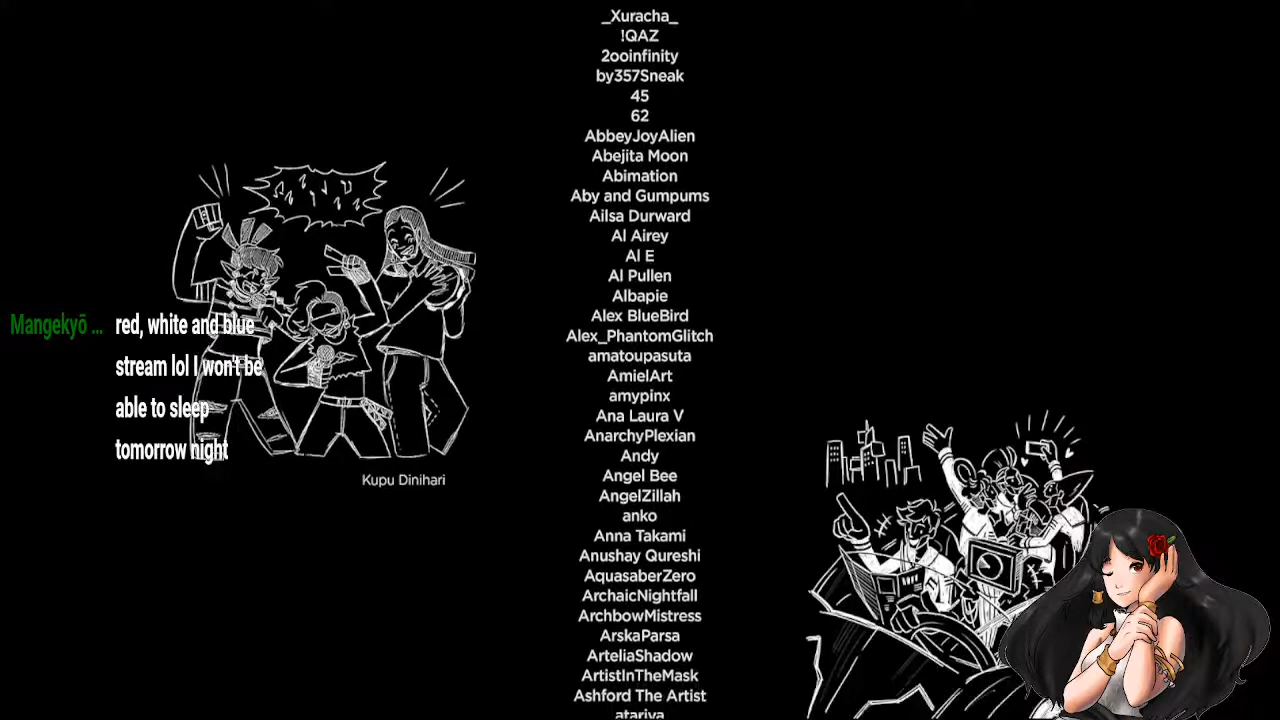 _Xuracha_
!QAZ
2ooinfinity
by357Sneak
45
62
AbbeyJoyAlien
Abejita Moon
Abimation
Aby and Gumpums
Ailsa Durward
Al Airey
Al E
Al Pullen
Albapie
Alex BlueBird
Alex_PhantomGlitch
amatoupasuta
AmielArt
amypinx
Ana Laura V
AnarchyPlexian
Andy
Angel Bee
AngelZillah
anko
Anna Takami
Anushay Qureshi
AquasaberZero
ArchaicNightfall
ArchbowMistress
ArskaParsa
ArteliaShadow
ArtistInTheMask
Ashford The Artist
atariya
Mangekyō ... red, white and blue
stream lol I won't be
able to sleep
tomorrow night
Kupu Dinihari